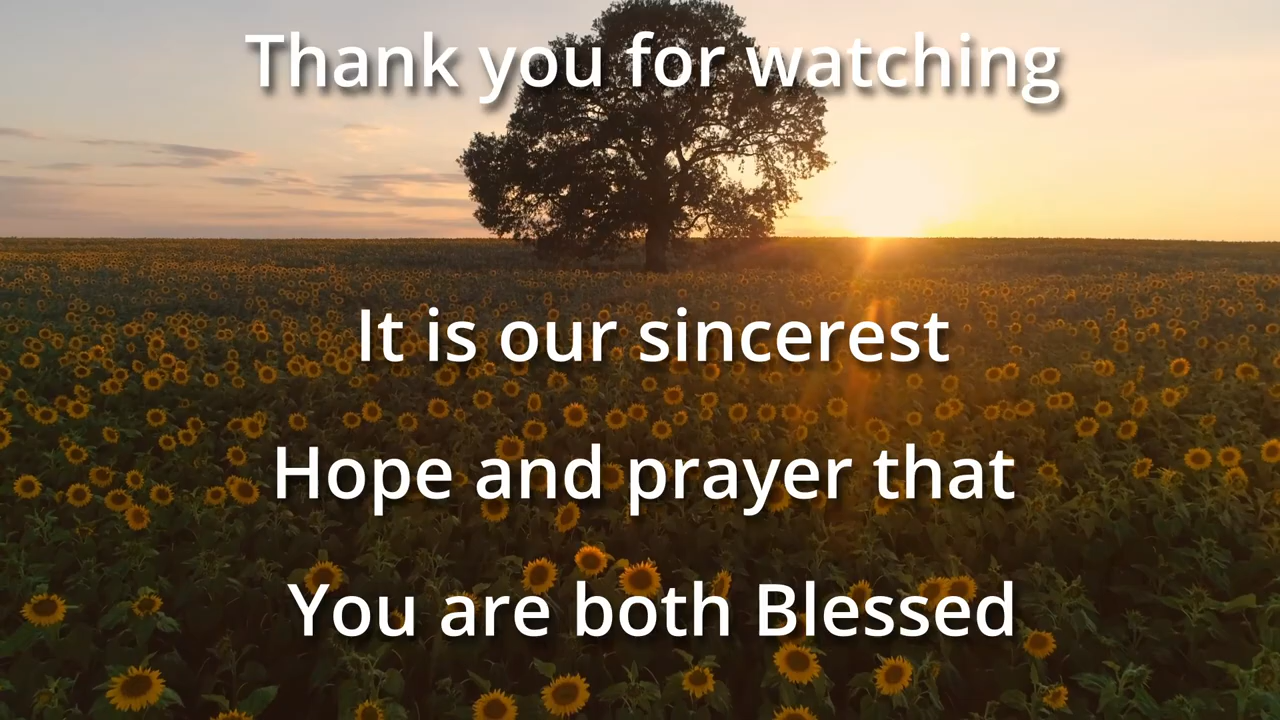 Thank you for watching
It is our sincerest
Hope and prayer that
You are both Blessed